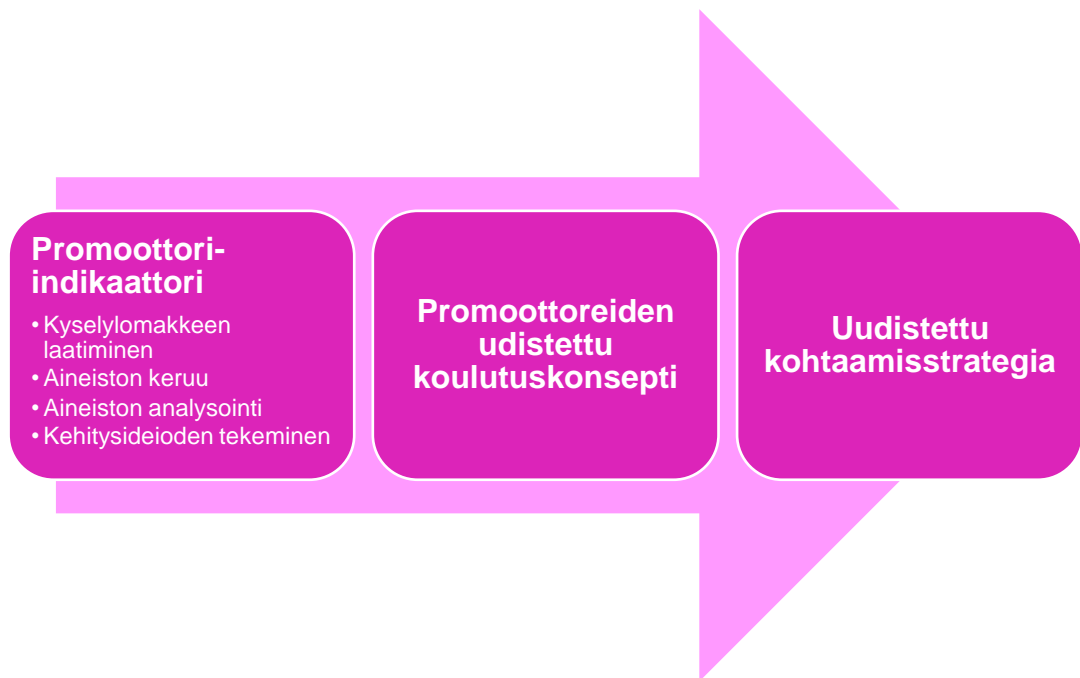 Promoottori-
indikaattori
• Kyselylomakkeen
laatiminen
• Aineiston keruu
• Aineiston analysointi
• Kehitysideioden tekeminen
Promoottoreiden
udistettu
koulutuskonsepti
Uudistettu
kohtaamisstrategia